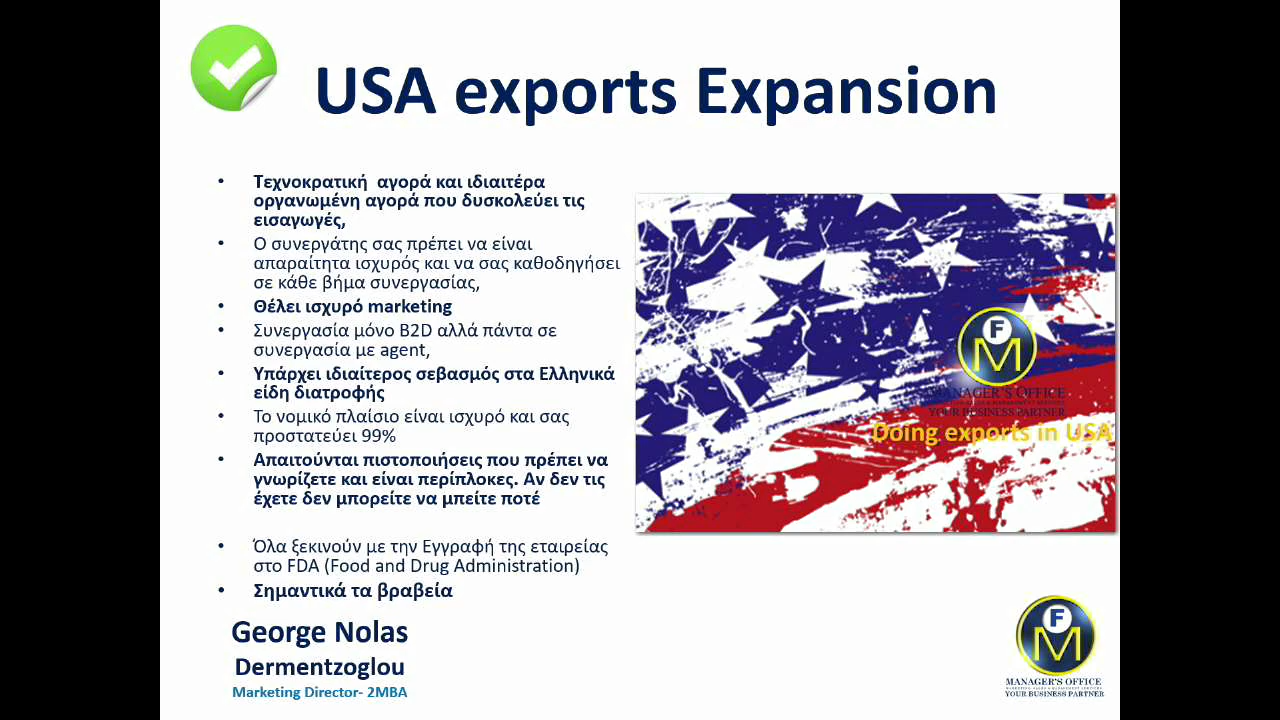 USA exports Expansion
• Τεχνοκρατική αγορά και ιδιαιτέρα
οργανωμένη αγορά που δυσκολεύει τις
εισαγωγές,
• Ο συνεργάτης σας πρέπει να είναι
απαραίτητα ισχυρός και να σας καθοδηγήσει
σε κάθε βήμα συνεργασίας,
• Θέλει ισχυρό marketing
• Συνεργασία μόνο B2D αλλά πάντα σε
συνεργασία με agent,
• Υπάρχει ιδιαίτερος σεβασμός στα Ελληνικά
είδη διατροφής
• Το νομικό πλαίσιο είναι ισχυρό και σας
προστατεύει 99%
• Απαιτούνται πιστοποιήσεις που πρέπει να
γνωρίζετε και είναι περίπλοκες. Αν δεν τις
έχετε δεν μπορείτε να μπείτε ποτέ
• Όλα ξεκινούν με την Εγγραφή της εταιρείας
στο FDA (Food and Drug Administration)
• Σημαντικά τα βραβεία
George Nolas
Dermentzoglou
Marketing Director- 2MBA
F
M
MANAGER'S OFFICE
YOUR BUSINESS PARTNER
Doing exports in USA
F
M
MANAGER'S OFFICE
YOUR BUSINESS PARTNER